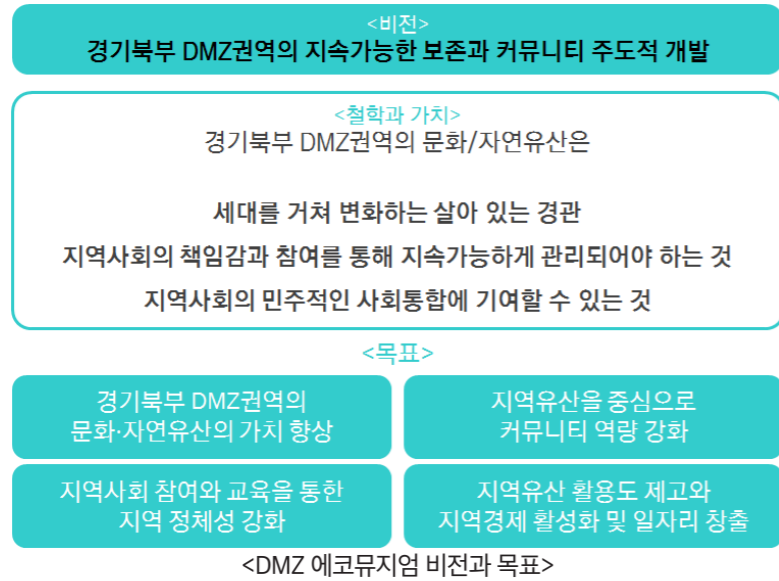 <비전>
경기북부 DMZ권역의 지속가능한 보존과 커뮤니티 주도적 개발
<철학과 가치>
경기북부 DMZ권역의 문화/자연유산은
세대를 거쳐 변화하는 살아 있는 경관
지역사회의 책임감과 참여를 통해 지속가능하게 관리되어야 하는 것
지역사회의 민주적인 사회통합에 기여할 수 있는 것
<목표>
경기북부 DMZ권역의
문화·자연유산의 가치 향상
지역유산을 중심으로
커뮤니티 역량 강화
지역사회 참여와 교육을 통한
지역 정체성 강화
지역유산 활용도 제고와
지역경제 활성화 및 일자리 창출
<DMZ 에코뮤지엄 비전과 목표>